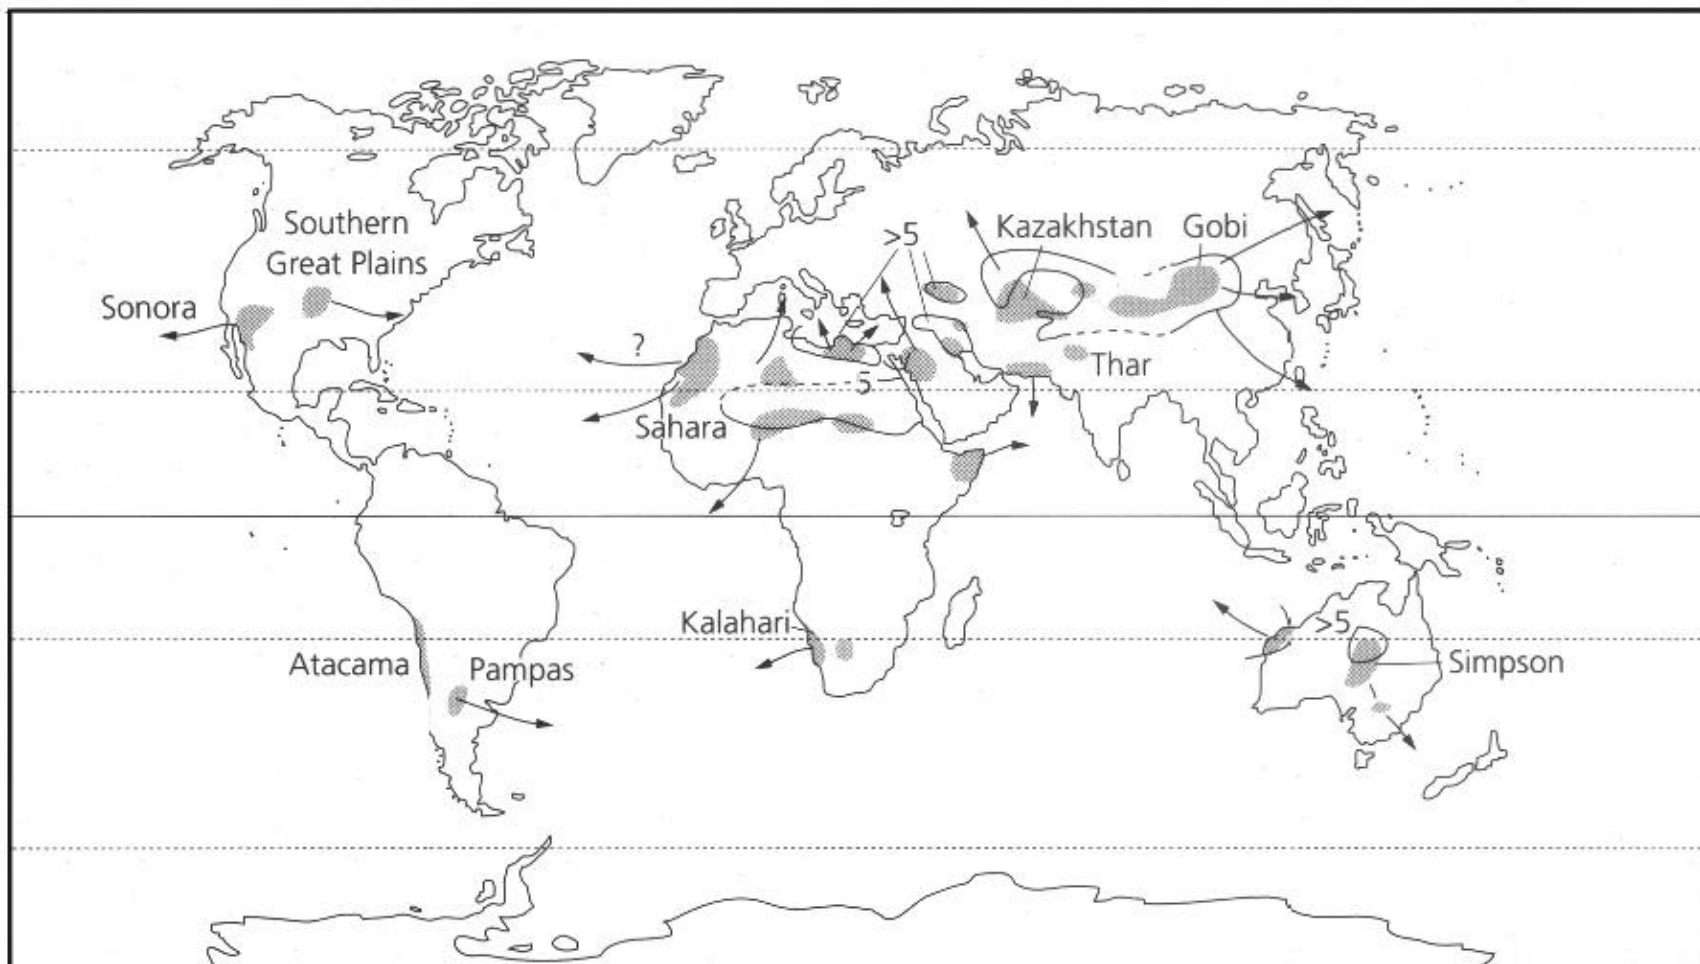 Southern
Great Plains
Sonora
>5
Kazakhstan
Gobi
?
Thar
5
Sahara
Kalahari
>5
Atacama
Pampas
Simpson